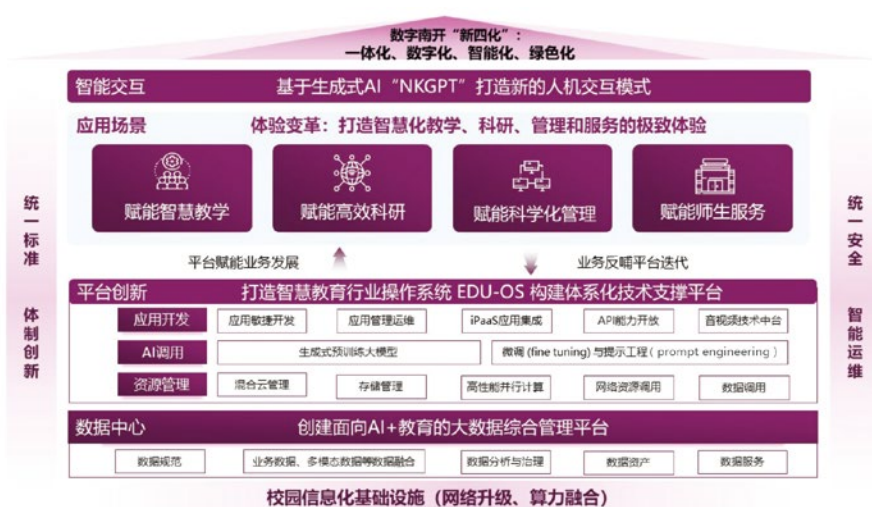 数字南开“新四化”：
一体化、数字化、智能化、绿色化
智能交互
基于生成式AI“NKGPT”打造新的人机交互模式
应用场景
体验变革：打造智慧化教学、科研、管理和服务的极致体验
赋能智慧教学
赋能高效科研
赋能科学化管理
赋能师生服务
统一标准
体制创新
统一安全
智能运维
平台赋能业务发展
业务反哺平台迭代
平台创新
打造智慧教育行业操作系统 EDU-OS 构建体系化技术支撑平台
应用开发
应用敏捷开发
应用管理运维
iPaaS应用集成
API能力开放
音视频技术中台
AI调用
生成式预训练大模型
微调 (fine tuning) 与提示工程 ( prompt engineering )
资源管理
混合云管理
存储管理
高性能并行计算
网络资源调用
数据调用
数据中心
创建面向AI+教育的大数据综合管理平台
数据规范
业务数据、多模态数据等数据融合
数据分析与治理
数据资产
数据服务
校园信息化基础设施（网络升级、算力融合）